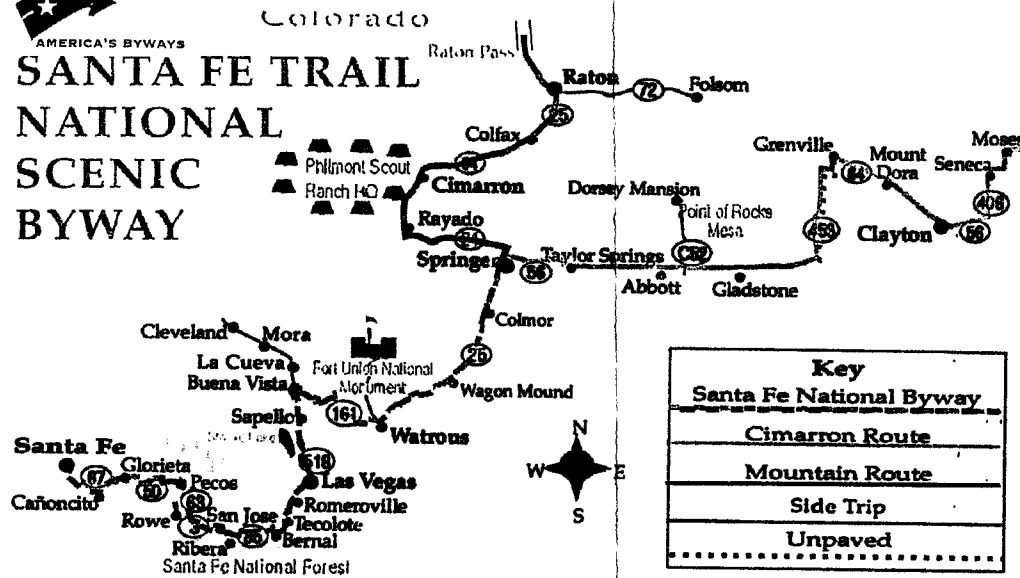 Colorado
AMERICA'S BYWAYS
SANTA FE TRAIL
NATIONAL
SCENIC
BYWAY
Raton Pass
Raton
72
Folsom
25
Colfax
Philmont Scout
Ranch HQ
Cimarron
Rayado
Springer
56
Taylor Springs
Dorsey Mansion
Point of Rocks
Mesa
Abbott
Gladstone
453
Grenville
Mount
Dora
Clayton
56
Seneca
406
Colmor
25
Wagon Mound
Cleveland
Mora
La Cueva
Buena Vista
Fort Union National
Monument
161
Watrous
Sapello
518
Las Vegas
Romeroville
Tecolote
Bernal
San Jose
Ribera
Rowe
3
63
Pecos
50
Glorieta
Santa Fe
Cañoncito
Santa Fe National Forest
N
W
E
S
Key
Santa Fe National Byway
Cimarron Route
Mountain Route
Side Trip
Unpaved